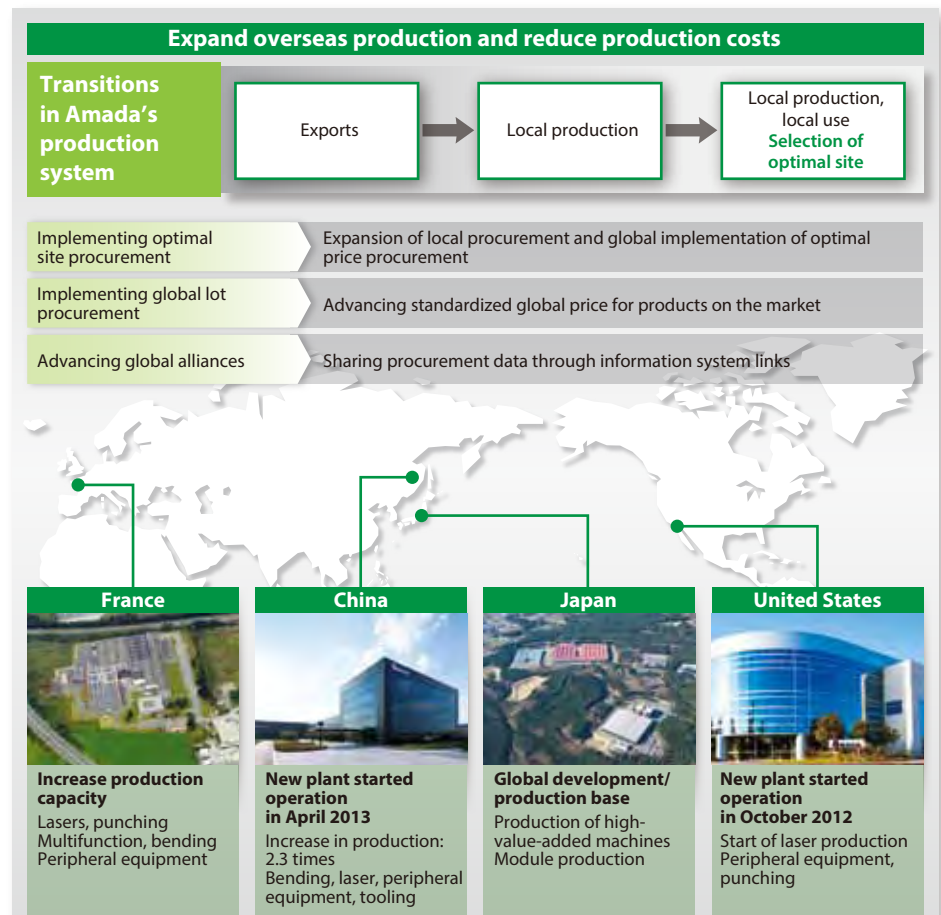 Expand overseas production and reduce production costs
Transitions
in Amada's
production
system
Exports
Local production
Local production,
local use
Selection of
optimal site
Implementing optimal
site procurement
Expansion of local procurement and global implementation of optimal
price procurement
Implementing global lot
procurement
Advancing standardized global price for products on the market
Advancing global alliances
Sharing procurement data through information system links
France
Increase production
capacity
Lasers, punching
Multifunction, bending
Peripheral equipment
China
New plant started
operation
in April 2013
Increase in production:
2.3 times
Bending, laser, peripheral
equipment, tooling
Japan
Global development/
production base
Production of high-
value-added machines
Module production
United States
New plant started
operation
in October 2012
Start of laser production
Peripheral equipment,
punching